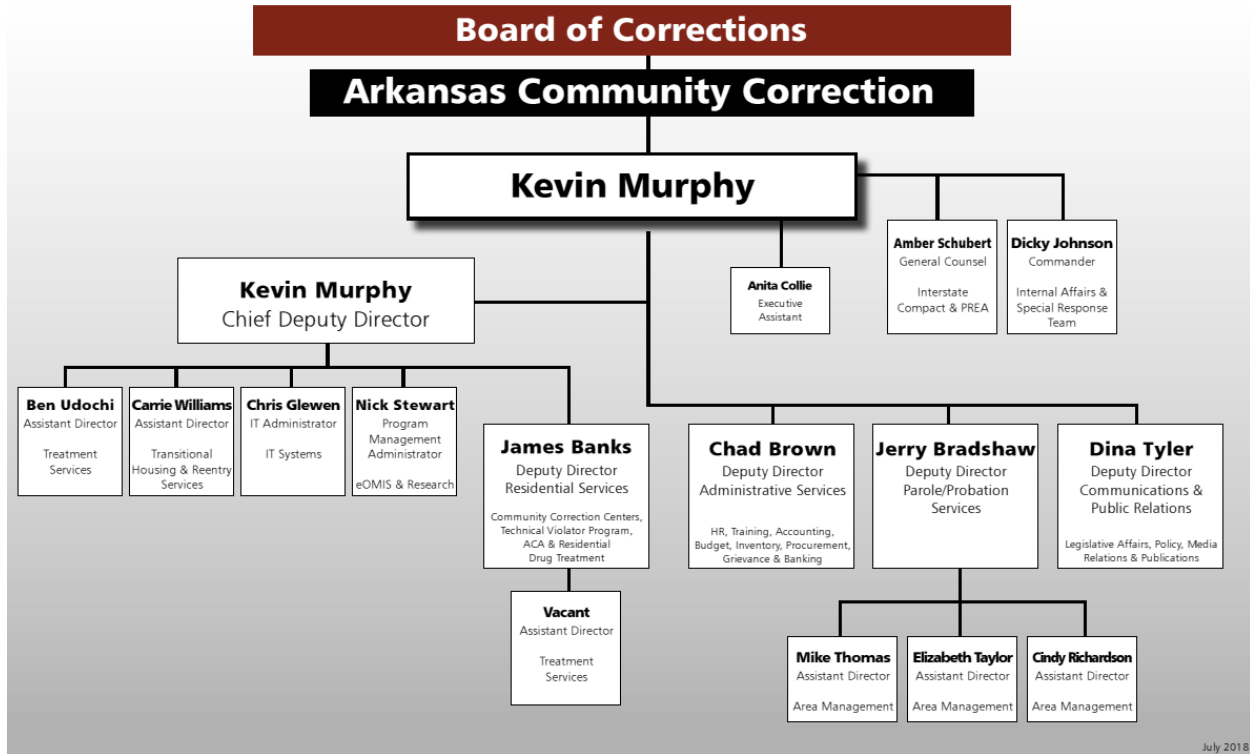 Board of Corrections
Arkansas Community Correction
Kevin Murphy
Amber Schubert
General Counsel
Interstate
Compact & PREA
Dicky Johnson
Commander
Internal Affairs &
Special Response
Team
Anita Collie
Executive
Assistant
Kevin Murphy
Chief Deputy Director
Ben Udochi
Assistant Director
Treatment
Services
Carrie Williams
Assistant Director
Transitional
Housing & Reentry
Services
Chris Glewen
IT Administrator
IT Systems
Nick Stewart
Program
Management
Administrator
eOMIS & Research
James Banks
Deputy Director
Residential Services
Community Correction Centers,
Technical Violator Program,
ACA & Residential
Drug Treatment
Chad Brown
Deputy Director
Administrative Services
HR, Training, Accounting,
Budget, Inventory, Procurement,
Grievance & Banking
Jerry Bradshaw
Deputy Director
Parole/Probation
Services
Dina Tyler
Deputy Director
Communications &
Public Relations
Legislative Affairs, Policy, Media
Relations & Publications
Vacant
Assistant Director
Treatment
Services
Mike Thomas
Assistant Director
Area Management
Elizabeth Taylor
Assistant Director
Area Management
Cindy Richardson
Assistant Director
Area Management
July 2018